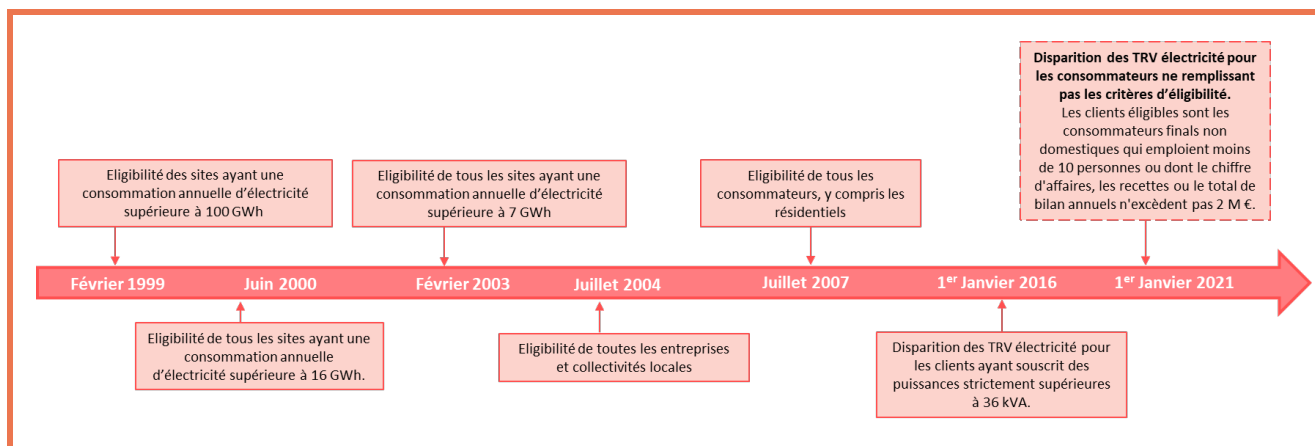 Disparition des TRV électricité pour
les consommateurs ne remplissant
pas les critères d'éligibilité.
Les clients éligibles sont les
consommateurs finals non
domestiques qui emploient moins
de 10 personnes ou dont le chiffre
d'affaires, les recettes ou le total de
bilan annuels n'excèdent pas 2 M €.
Eligibilité des sites ayant une
consommation annuelle d'électricité
supérieure à 100 GWh
Eligibilité de tous les sites ayant une
consommation annuelle d'électricité
supérieure à 7 GWh
Eligibilité de tous les
consommateurs, y compris les
résidentiels
Février 1999 Juin 2000 Février 2003 Juillet 2004 Juillet 2007 1er Janvier 2016 1er Janvier 2021
Eligibilité de tous les sites ayant une
consommation annuelle
d'électricité supérieure à 16 GWh.
Eligibilité de toutes les entreprises
et collectivités locales
Disparition des TRV électricité pour
les clients ayant souscrit des
puissances strictement supérieures
à 36 kVA.